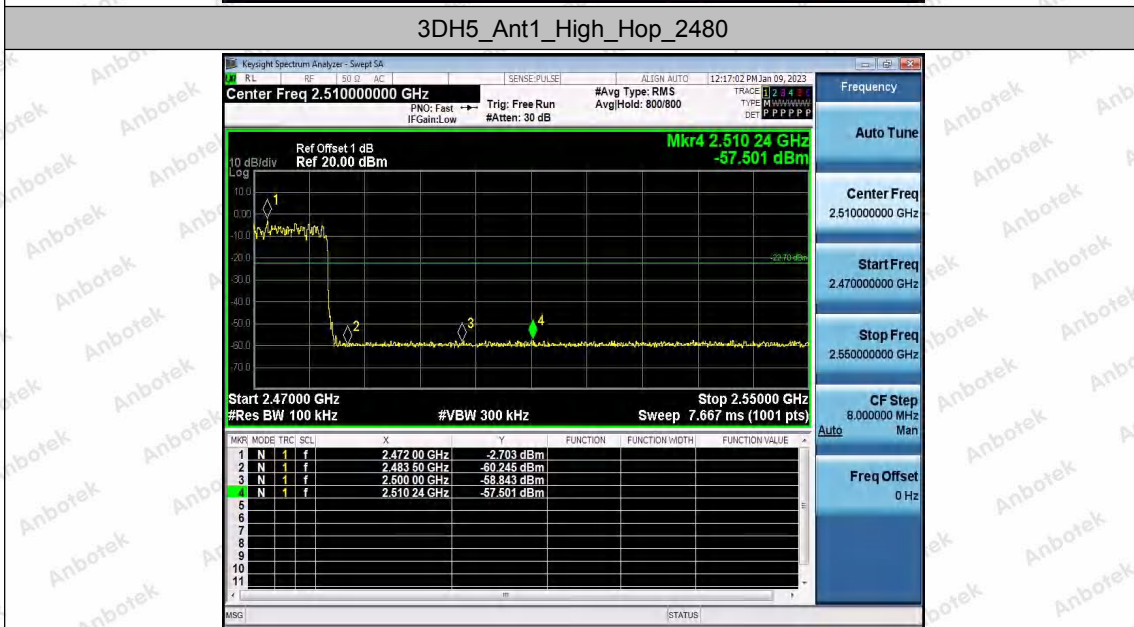 3DH5_Ant1_High_Hop_2480
Keysight Spectrum Analyzer - Swept SA
RL RF 50 Ω AC SENSE:PULSE ALIGN AUTO 12:17:02 PM Jan 09, 2023
Center Freq 2.510000000 GHz
PNO: Fast
IFGain:Low
Trig: Free Run
#Atten: 30 dB
#Avg Type: RMS
Avg|Hold: 800/800
TRACE 1 2 3 4 5 6
TYPE M W W W W W
DET P P P P P P
Mkr4 2.510 24 GHz
-57.501 dBm
Ref Offset 1 dB
10 dB/div Ref 20.00 dBm
Log
10.0
0.00
-10.0
-20.0
-30.0
-40.0
-50.0
-60.0
-70.0
1
2
3
4
-22.70 dBm
Start 2.47000 GHz Stop 2.55000 GHz
#Res BW 100 kHz #VBW 300 kHz Sweep 7.667 ms (1001 pts)
MKR MODE TRC SCL X Y FUNCTION FUNCTION WIDTH FUNCTION VALUE
1 N 1 f 2.472 00 GHz -2.703 dBm
2 N 1 f 2.483 50 GHz -60.245 dBm
3 N 1 f 2.500 00 GHz -58.843 dBm
4 N 1 f 2.510 24 GHz -57.501 dBm
5
6
7
8
9
10
11
MSG STATUS
Frequency
Auto Tune
Center Freq
2.510000000 GHz
Start Freq
2.470000000 GHz
Stop Freq
2.550000000 GHz
CF Step
8.000000 MHz
Auto Man
Freq Offset
0 Hz
Anbotek